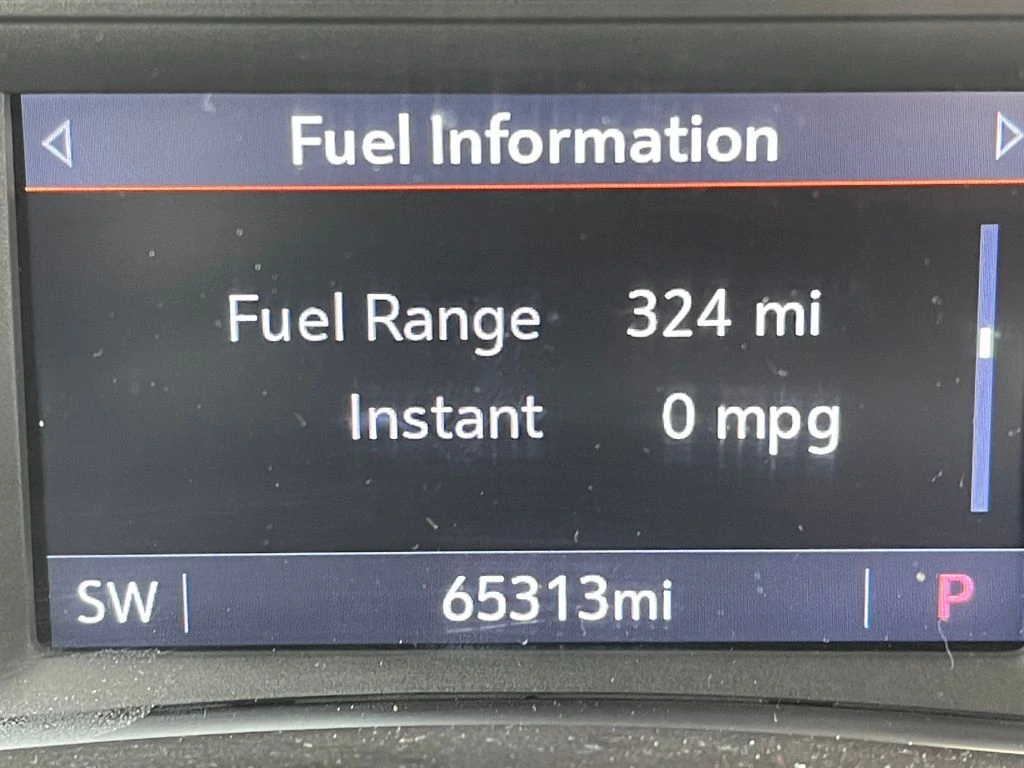 Fuel Information
Fuel Range 324 mi
Instant 0 mpg
SW 65313mi P